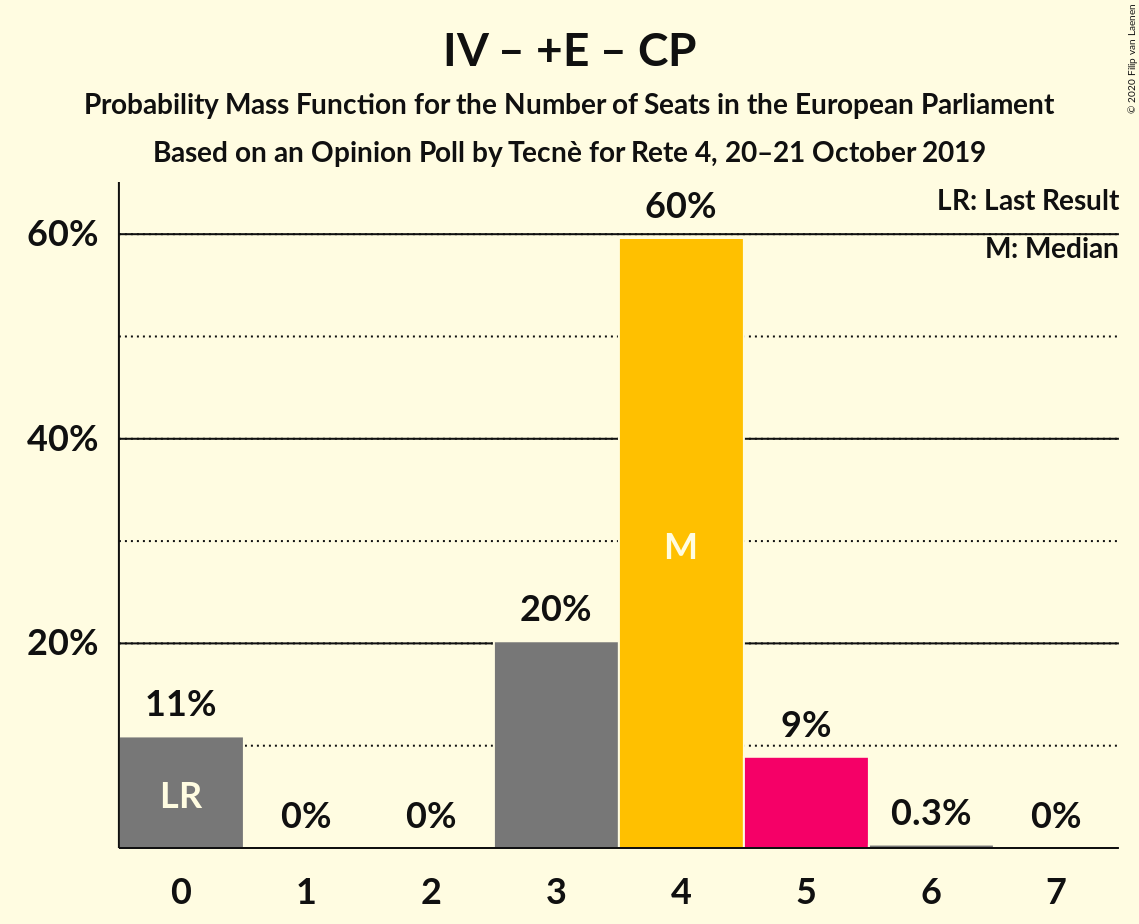 IV – +E – CP
Probability Mass Function for the Number of Seats in the European Parliament
Based on an Opinion Poll by Tecnè for Rete 4, 20–21 October 2019
© 2020 Filip van Laenen
LR: Last Result
M: Median
60%
40%
20%
11%
0%
0%
20%
60%
9%
0.3%
0%
LR
M
0 1 2 3 4 5 6 7